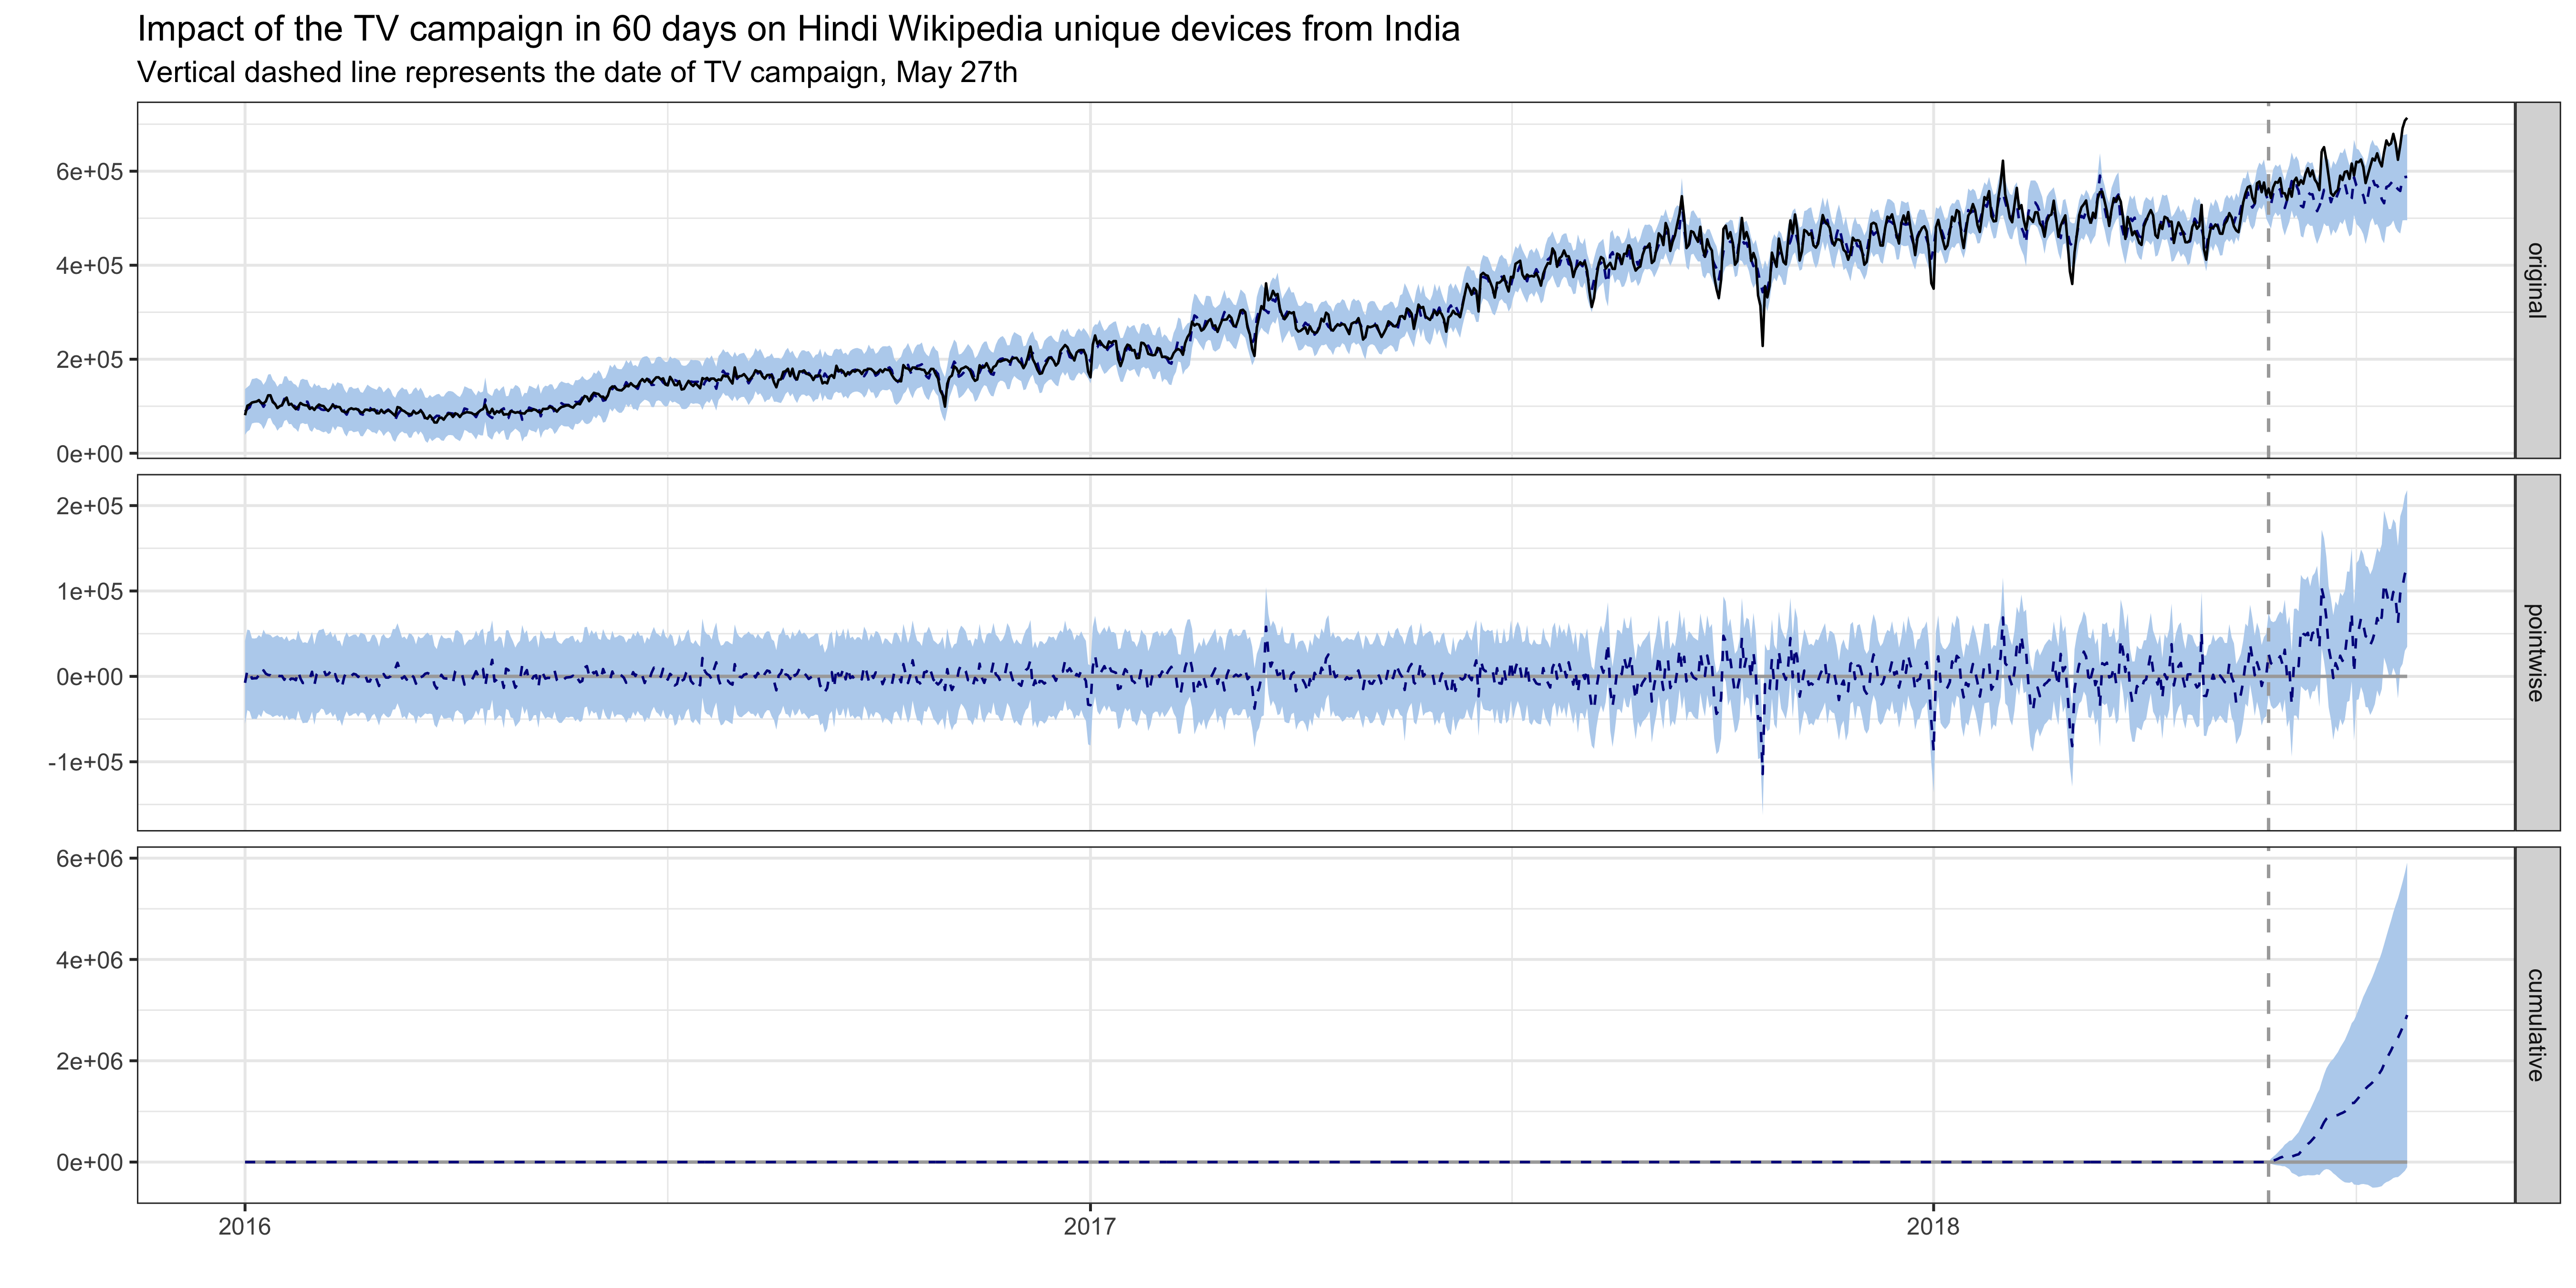 Impact of the TV campaign in 60 days on Hindi Wikipedia unique devices from India
Vertical dashed line represents the date of TV campaign, May 27th
6e+05
4e+05
2e+05
0e+00
original
2e+05
1e+05
0e+00
-1e+05
pointwise
6e+06
4e+06
2e+06
0e+00
cumulative
2016 2017 2018